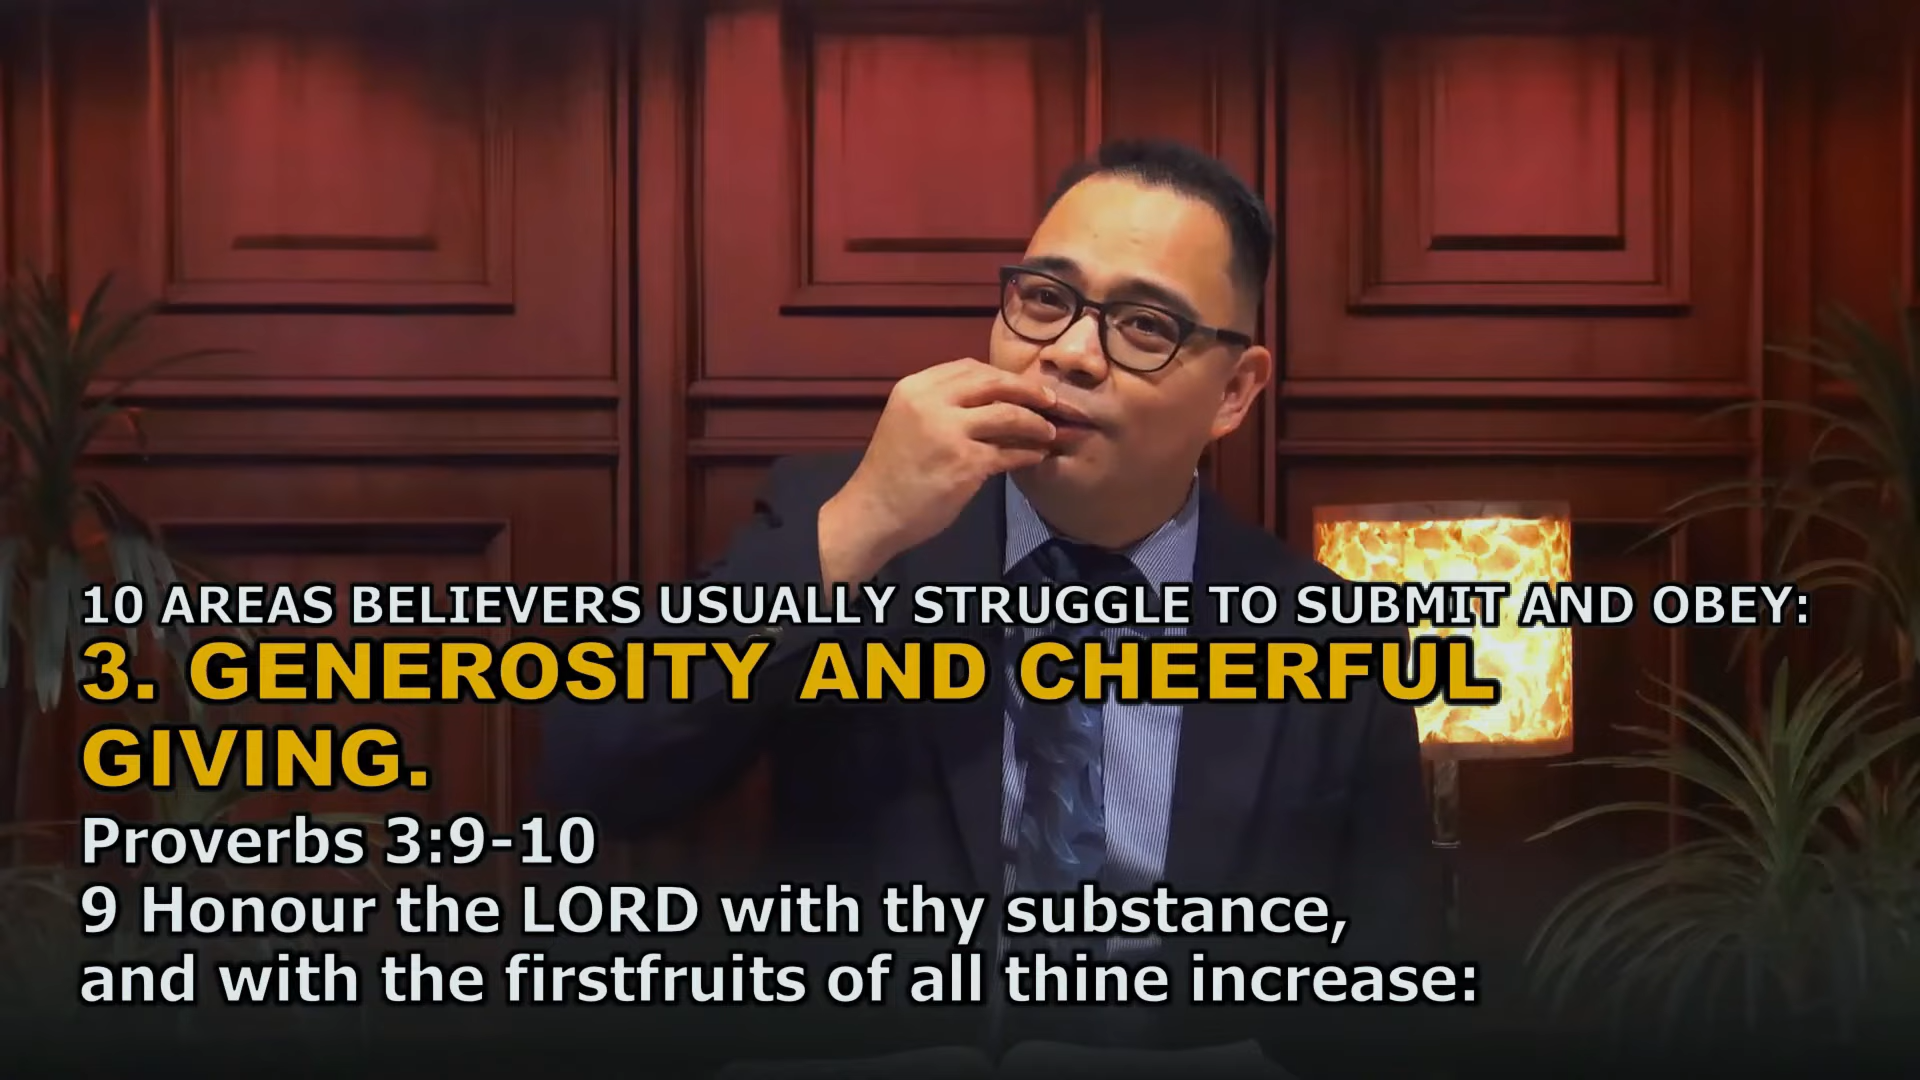 10 AREAS BELIEVERS USUALLY STRUGGLE TO SUBMIT AND OBEY:
3. GENEROSITY AND CHEERFUL
GIVING.
Proverbs 3:9-10
9 Honour the LORD with thy substance,
and with the firstfruits of all thine increase: